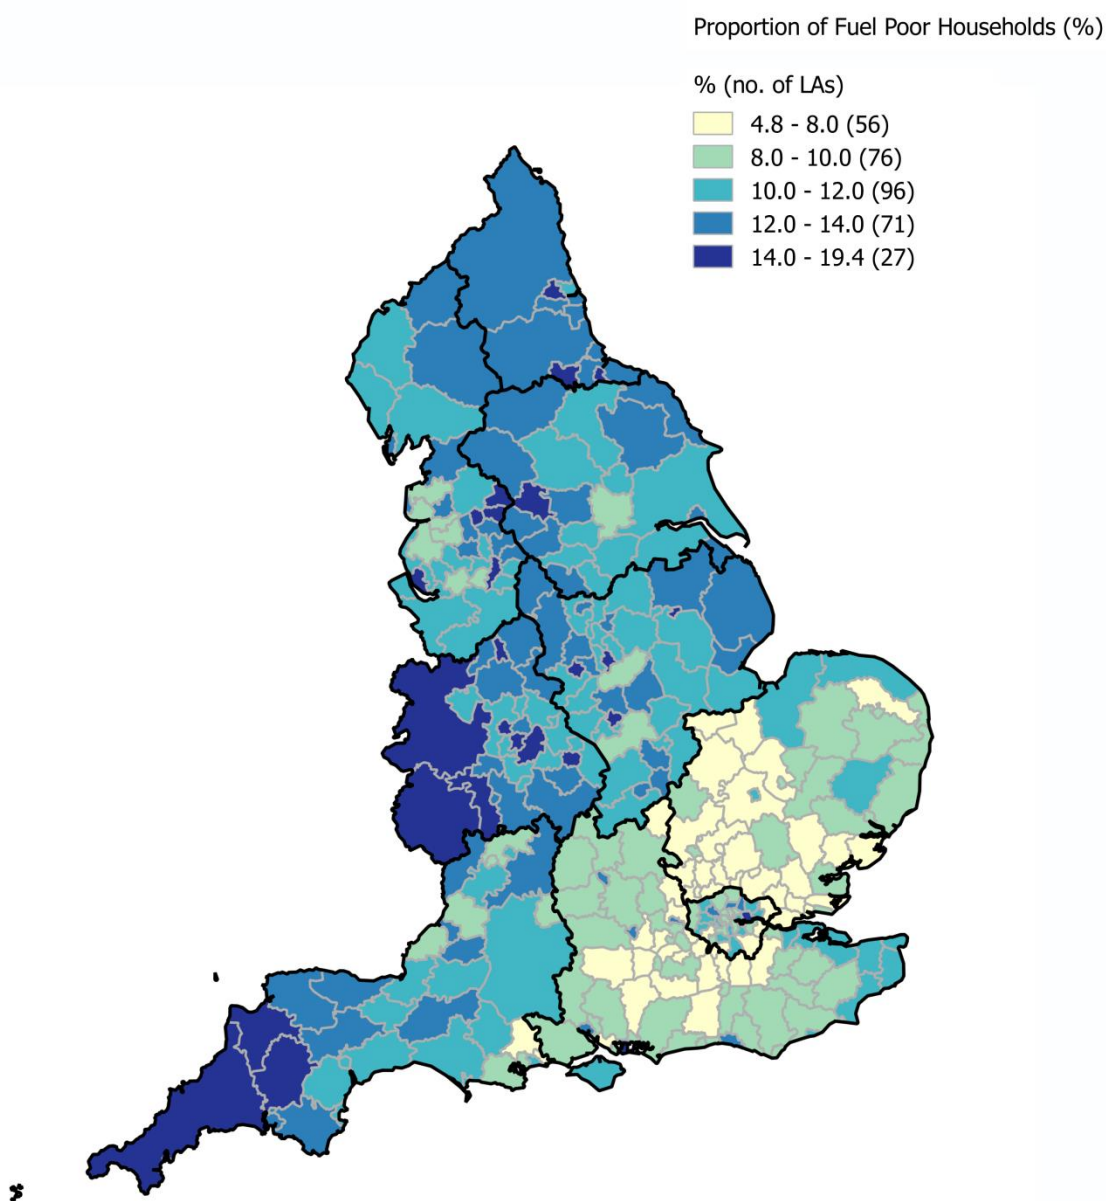 Proportion of Fuel Poor Households (%)
% (no. of LAs)
4.8 - 8.0 (56)
8.0 - 10.0 (76)
10.0 - 12.0 (96)
12.0 - 14.0 (71)
14.0 - 19.4 (27)